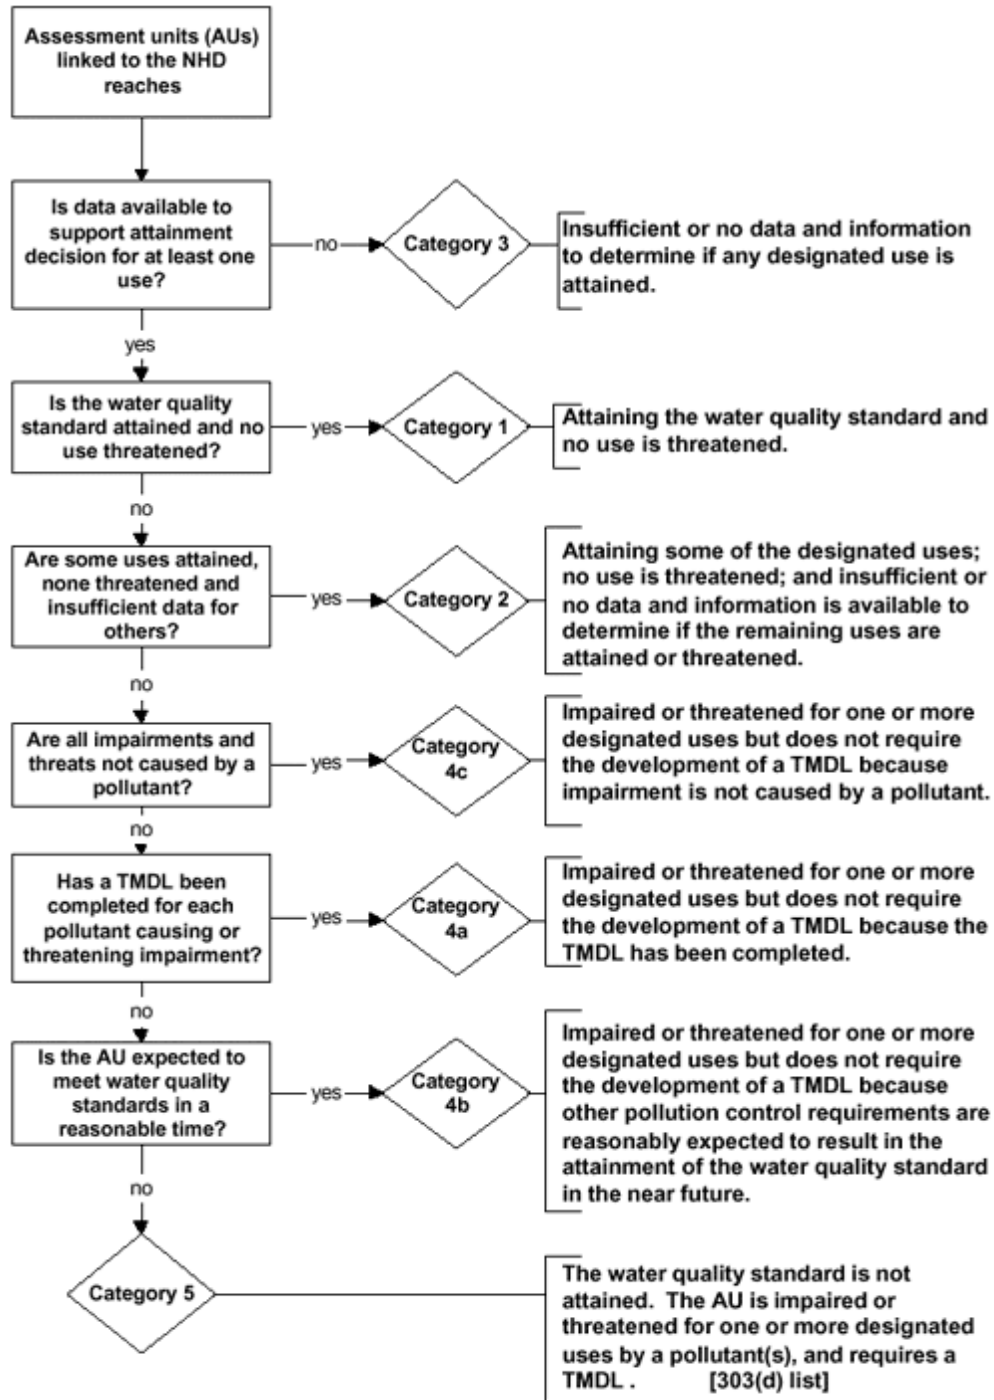 Assessment units (AUs)
linked to the NHD
reaches
Is data available to
support attainment
decision for at least one
use?
no
Category 3
Insufficient or no data and information
to determine if any designated use is
attained.
yes
Is the water quality
standard attained and no
use threatened?
yes
Category 1
Attaining the water quality standard and
no use is threatened.
no
Are some uses attained,
none threatened and
insufficient data for
others?
yes
Category 2
Attaining some of the designated uses;
no use is threatened; and insufficient or
no data and information is available to
determine if the remaining uses are
attained or threatened.
no
Are all impairments and
threats not caused by a
pollutant?
yes
Category
4c
Impaired or threatened for one or more
designated uses but does not require
the development of a TMDL because
impairment is not caused by a pollutant.
no
Has a TMDL been
completed for each
pollutant causing or
threatening impairment?
yes
Category
4a
Impaired or threatened for one or more
designated uses but does not require
the development of a TMDL because the
TMDL has been completed.
no
Is the AU expected to
meet water quality
standards in a
reasonable time?
yes
Category
4b
Impaired or threatened for one or more
designated uses but does not require
the development of a TMDL because
other pollution control requirements are
reasonably expected to result in the
attainment of the water quality standard
in the near future.
no
Category 5
The water quality standard is not
attained.  The AU is impaired or
threatened for one or more designated
uses by a pollutant(s), and requires a
TMDL .        [303(d) list]